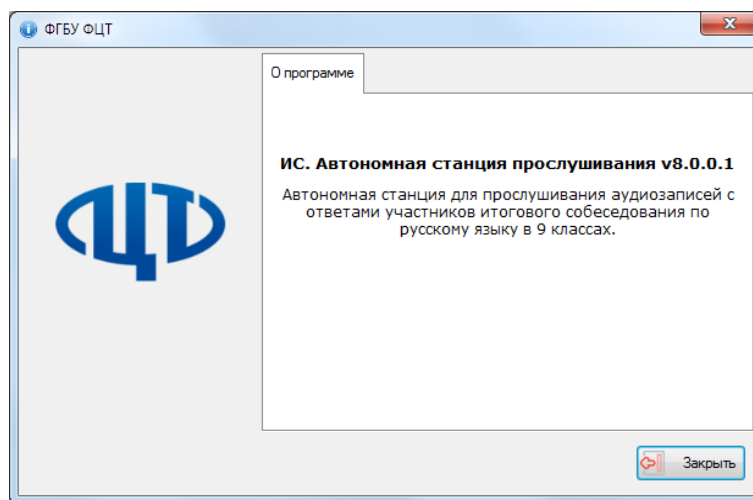 ФГБУ ФЦТ
О программе
ИС. Автономная станция прослушивания v8.0.0.1
Автономная станция для прослушивания аудиозаписей с
ответами участников итогового собеседования по
русскому языку в 9 классах.
ФЦТ
Закрыть